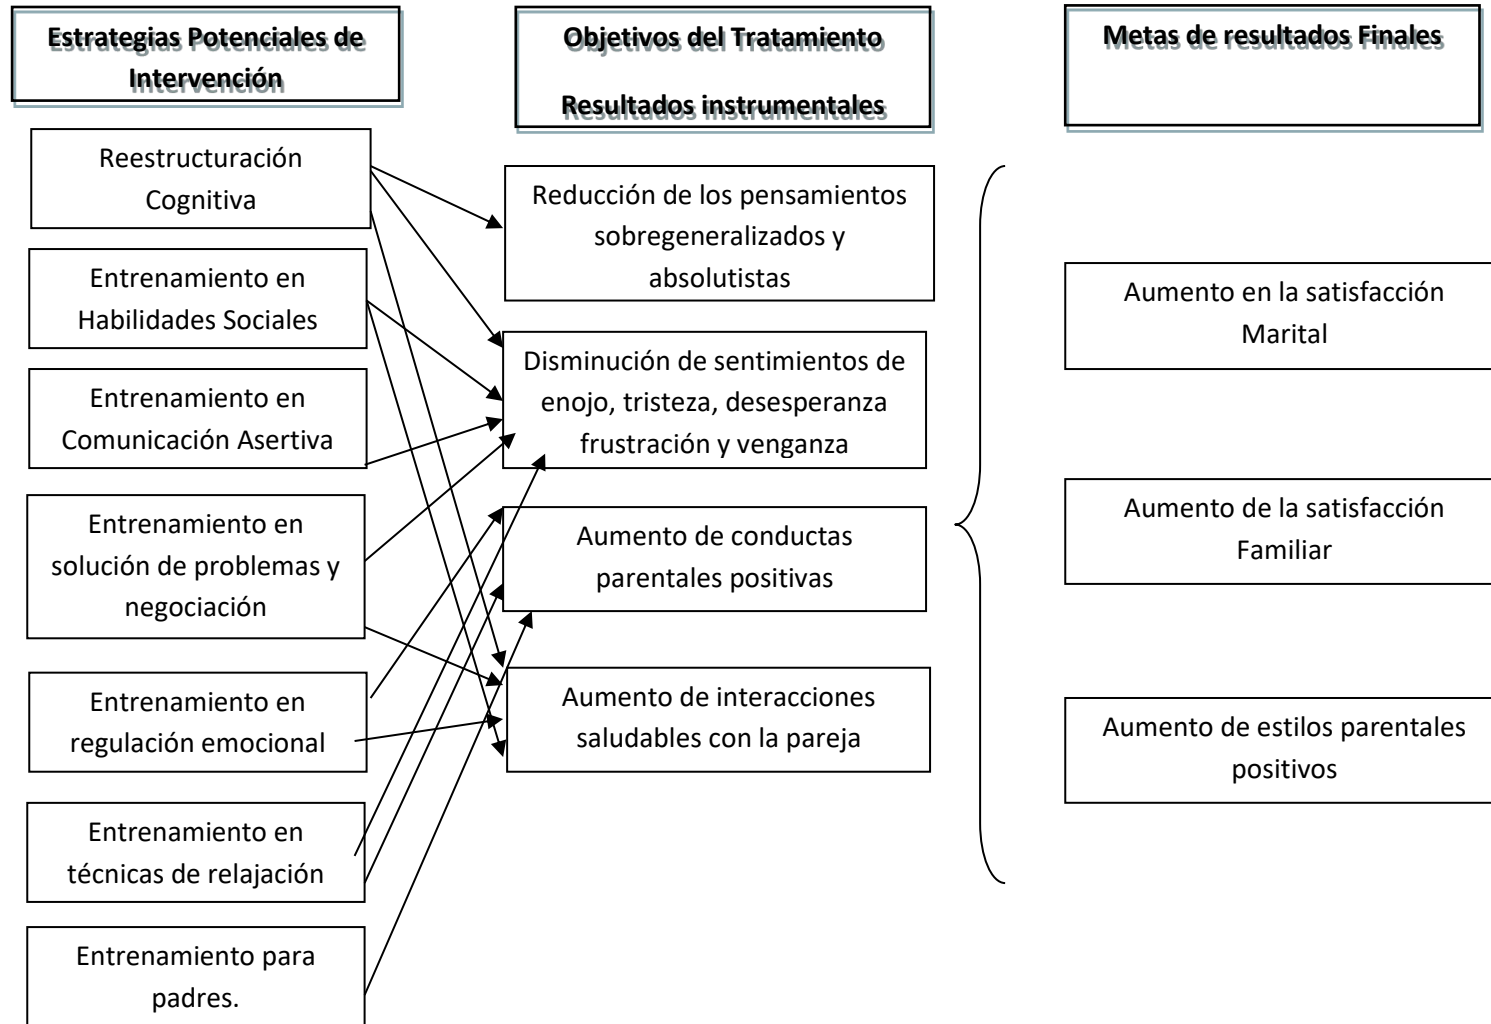 Estrategias Potenciales de
Intervención
Reestructuración
Cognitiva
Entrenamiento en
Habilidades Sociales
Entrenamiento en
Comunicación Asertiva
Entrenamiento en
solución de problemas y
negociación
Entrenamiento en
regulación emocional
Entrenamiento en
técnicas de relajación
Entrenamiento para
padres.
Objetivos del Tratamiento
Resultados instrumentales
Reducción de los pensamientos
sobregeneralizados y
absolutistas
Disminución de sentimientos de
enojo, tristeza, desesperanza
frustración y venganza
Aumento de conductas
parentales positivas
Aumento de interacciones
saludables con la pareja
Metas de resultados Finales
Aumento en la satisfacción
Marital
Aumento de la satisfacción
Familiar
Aumento de estilos parentales
positivos